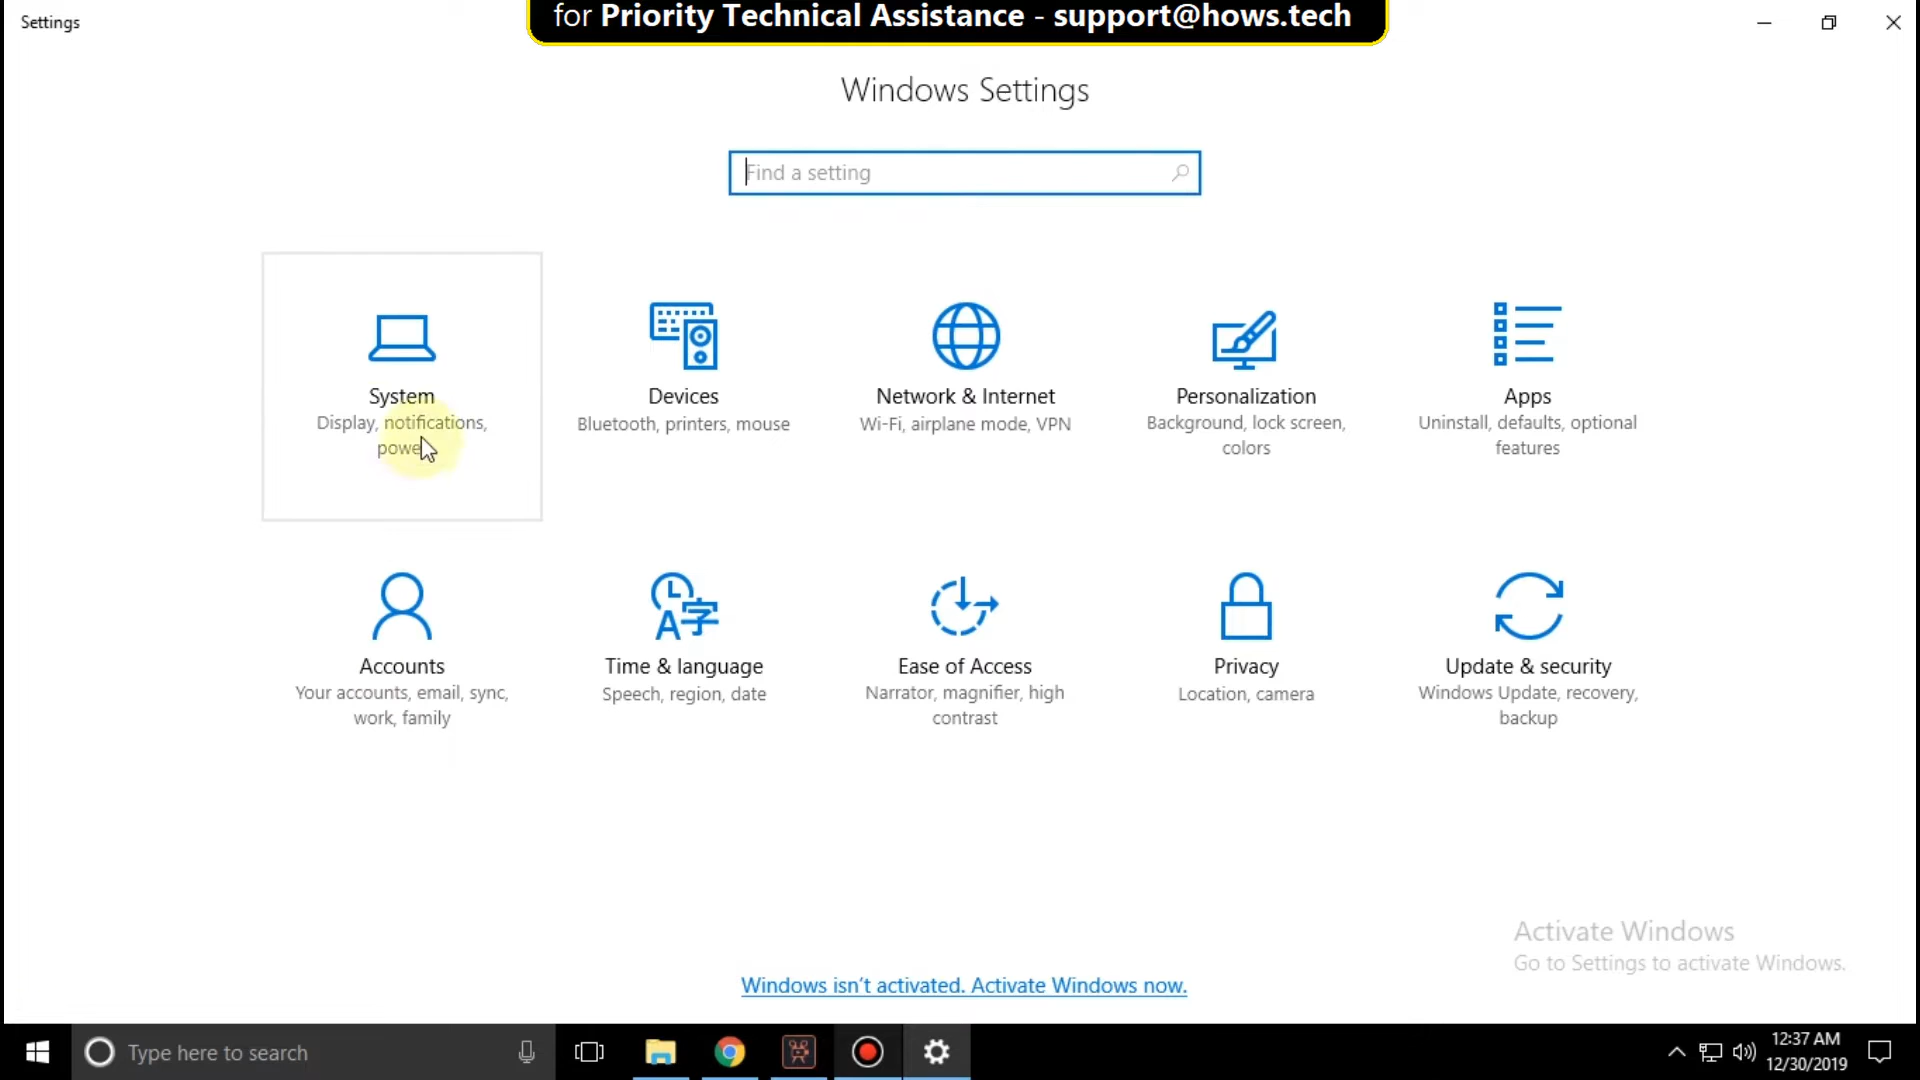 for Priority Technical Assistance - support@hows.tech
Settings
Windows Settings
Find a setting
System
Display, notifications,
power
Devices
Bluetooth, printers, mouse
Network & Internet
Wi-Fi, airplane mode, VPN
Personalization
Background, lock screen,
colors
Apps
Uninstall, defaults, optional
features
Accounts
Your accounts, email, sync,
work, family
A字
Time & language
Speech, region, date
Ease of Access
Narrator, magnifier, high
contrast
Privacy
Location, camera
Update & security
Windows Update, recovery,
backup
Activate Windows
Go to Settings to activate Windows.
Windows isn't activated. Activate Windows now.
Type here to search
12:37 AM
12/30/2019